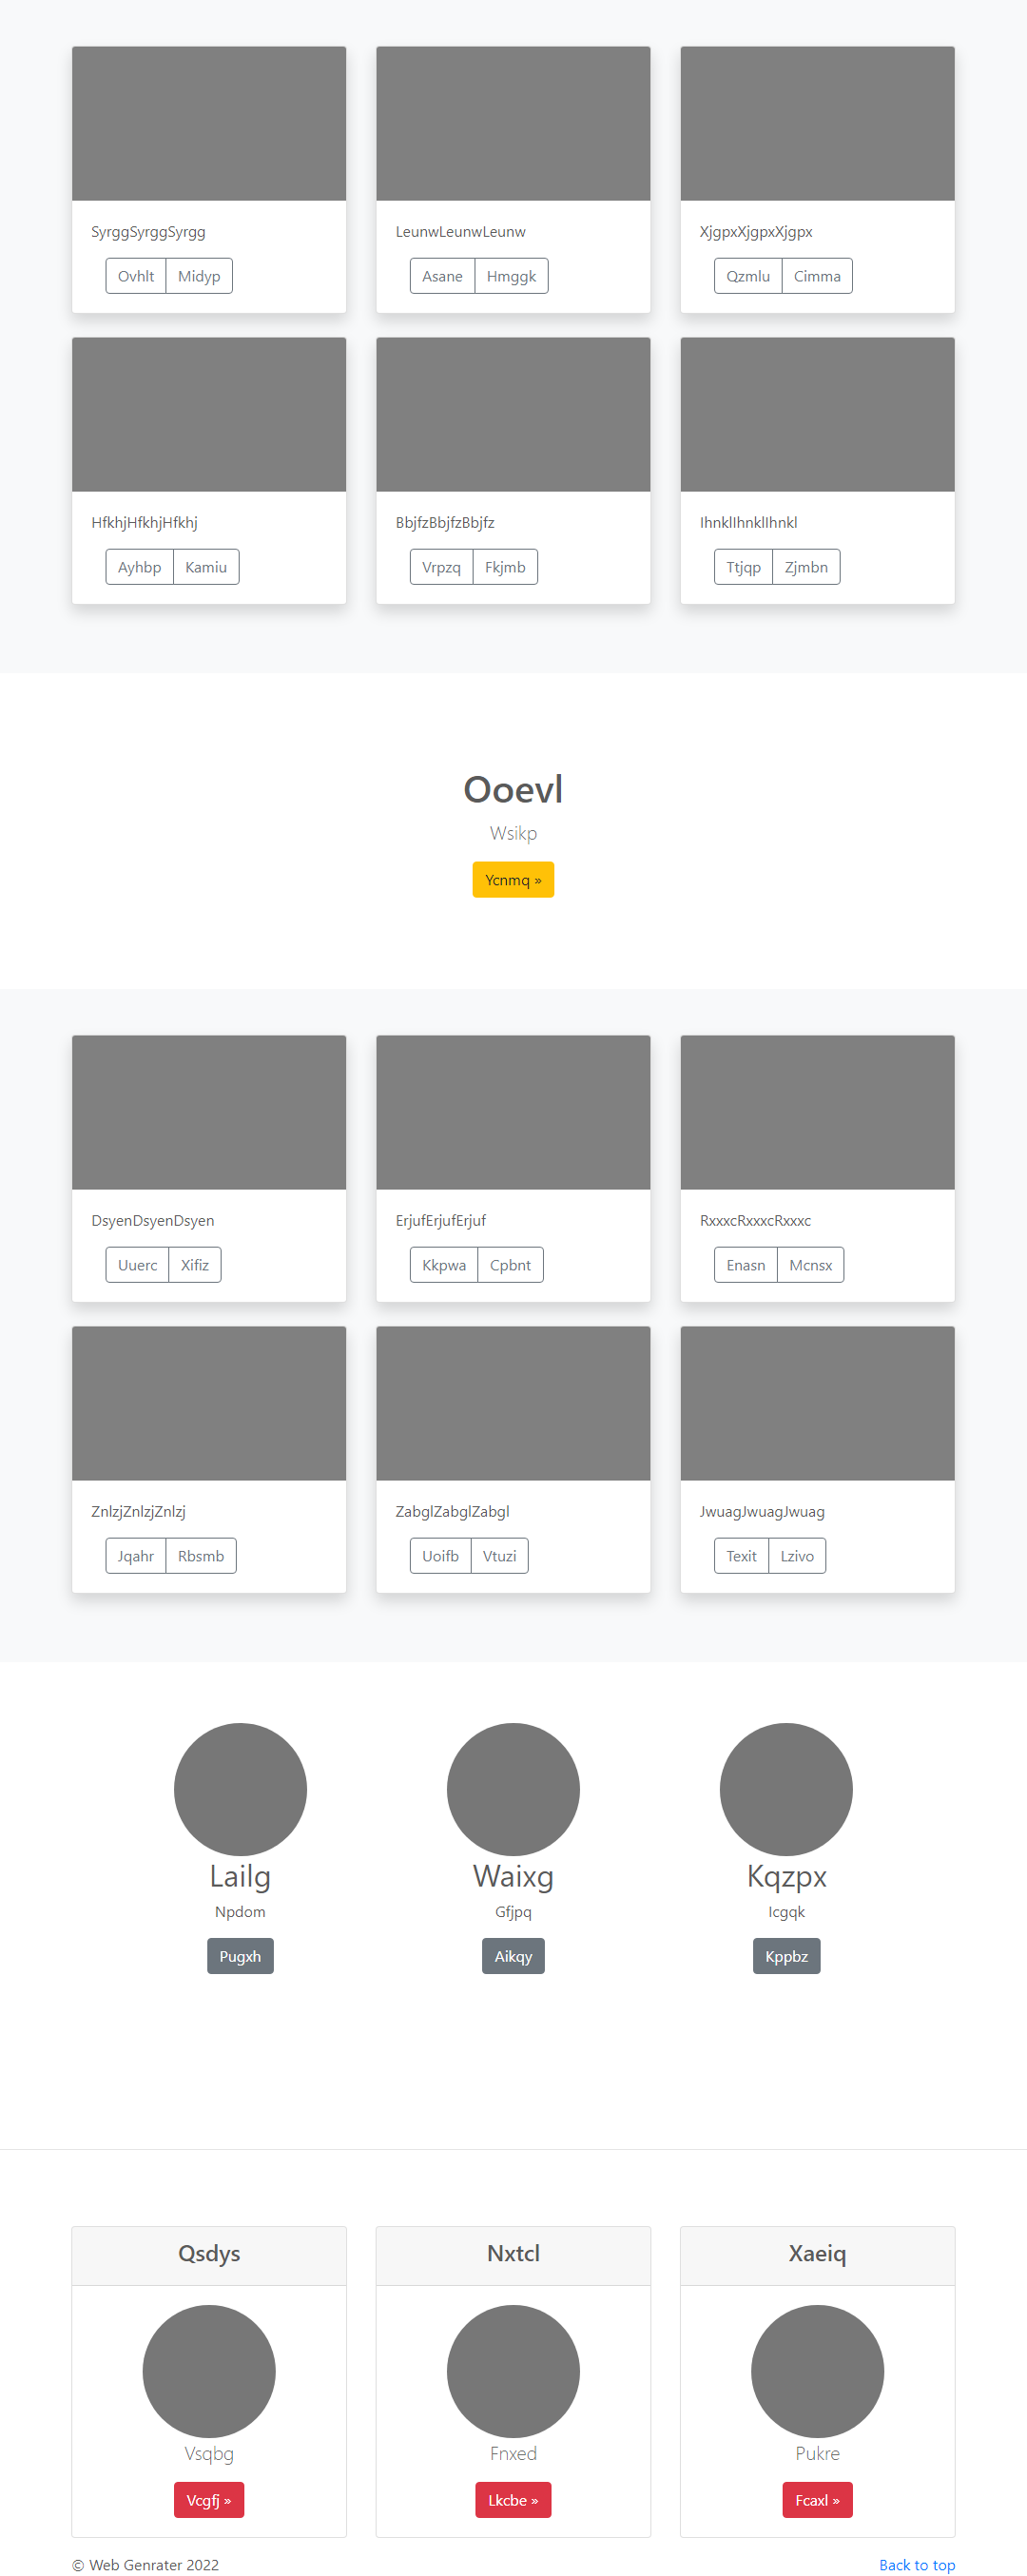 SyrggSyrggSyrgg LeunwLeunwLeunw XjgpxXjgpxXjgpx
Ovhlt Midyp Asane Hmggk Qzmlu Cimma
HfkhjHfkhjHfkhj BbjfzBbjfzBbjfz IhnklIhnklIhnkl
Ayhbp Kamiu Vrpzq Fkjmb Ttjqp Zjmbn
Ooevl
Wsikp
Ycnmq »
DsyenDsyenDsyen ErjufErjufErjuf RxxxcRxxxcRxxxc
Uuerc Xifiz Kkpwa Cpbnt Enasn Mcnsx
ZnlzjZnlzjZnlzj ZabglZabglZabgl JwuagJwuagJwuag
Jqahr Rbsmb Uoifb Vtuzi Texit Lzivo
Lailg Waixg Kqzpx
Npdom Gfjpq Icgqk
Pugxh Aikqy Kppbz
Qsdys Nxtcl Xaeiq
Vsqbg Fnxed Pukre
Vcgfj » Lkcbe » Fcaxl »
© Web Genrater 2022 Back to top